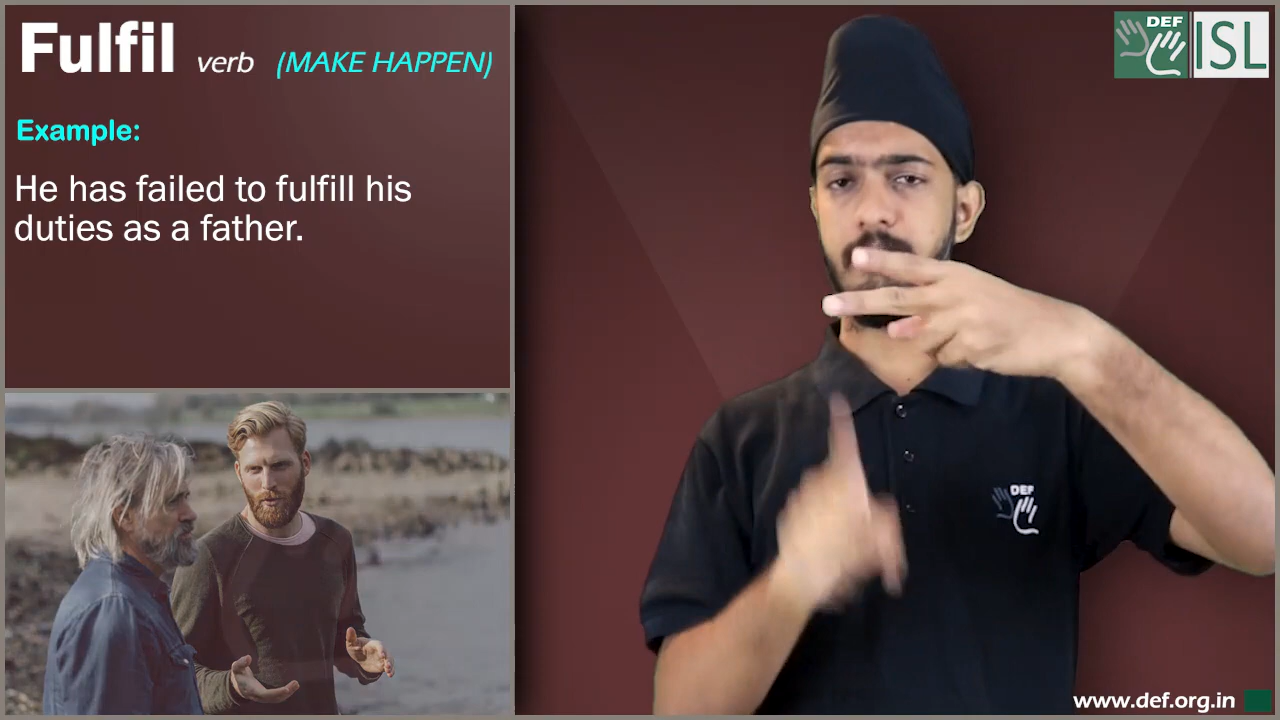 Fulfil verb (MAKE HAPPEN)
Example:
He has failed to fulfill his
duties as a father.
DEF ISL
DEF
www.def.org.in